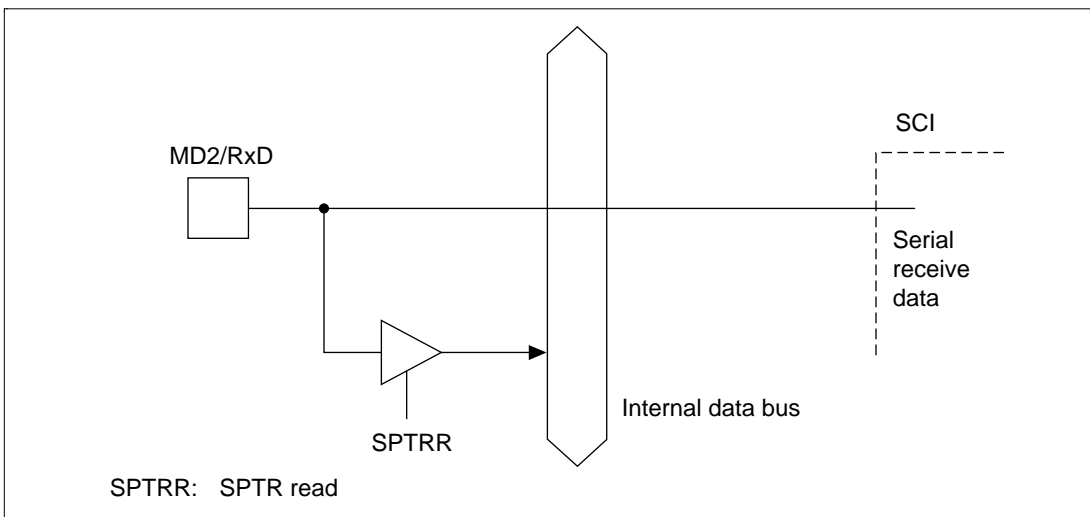 SCI
MD2/RxD
Serial
receive
data
Internal data bus
SPTRR
SPTRR: SPTR read